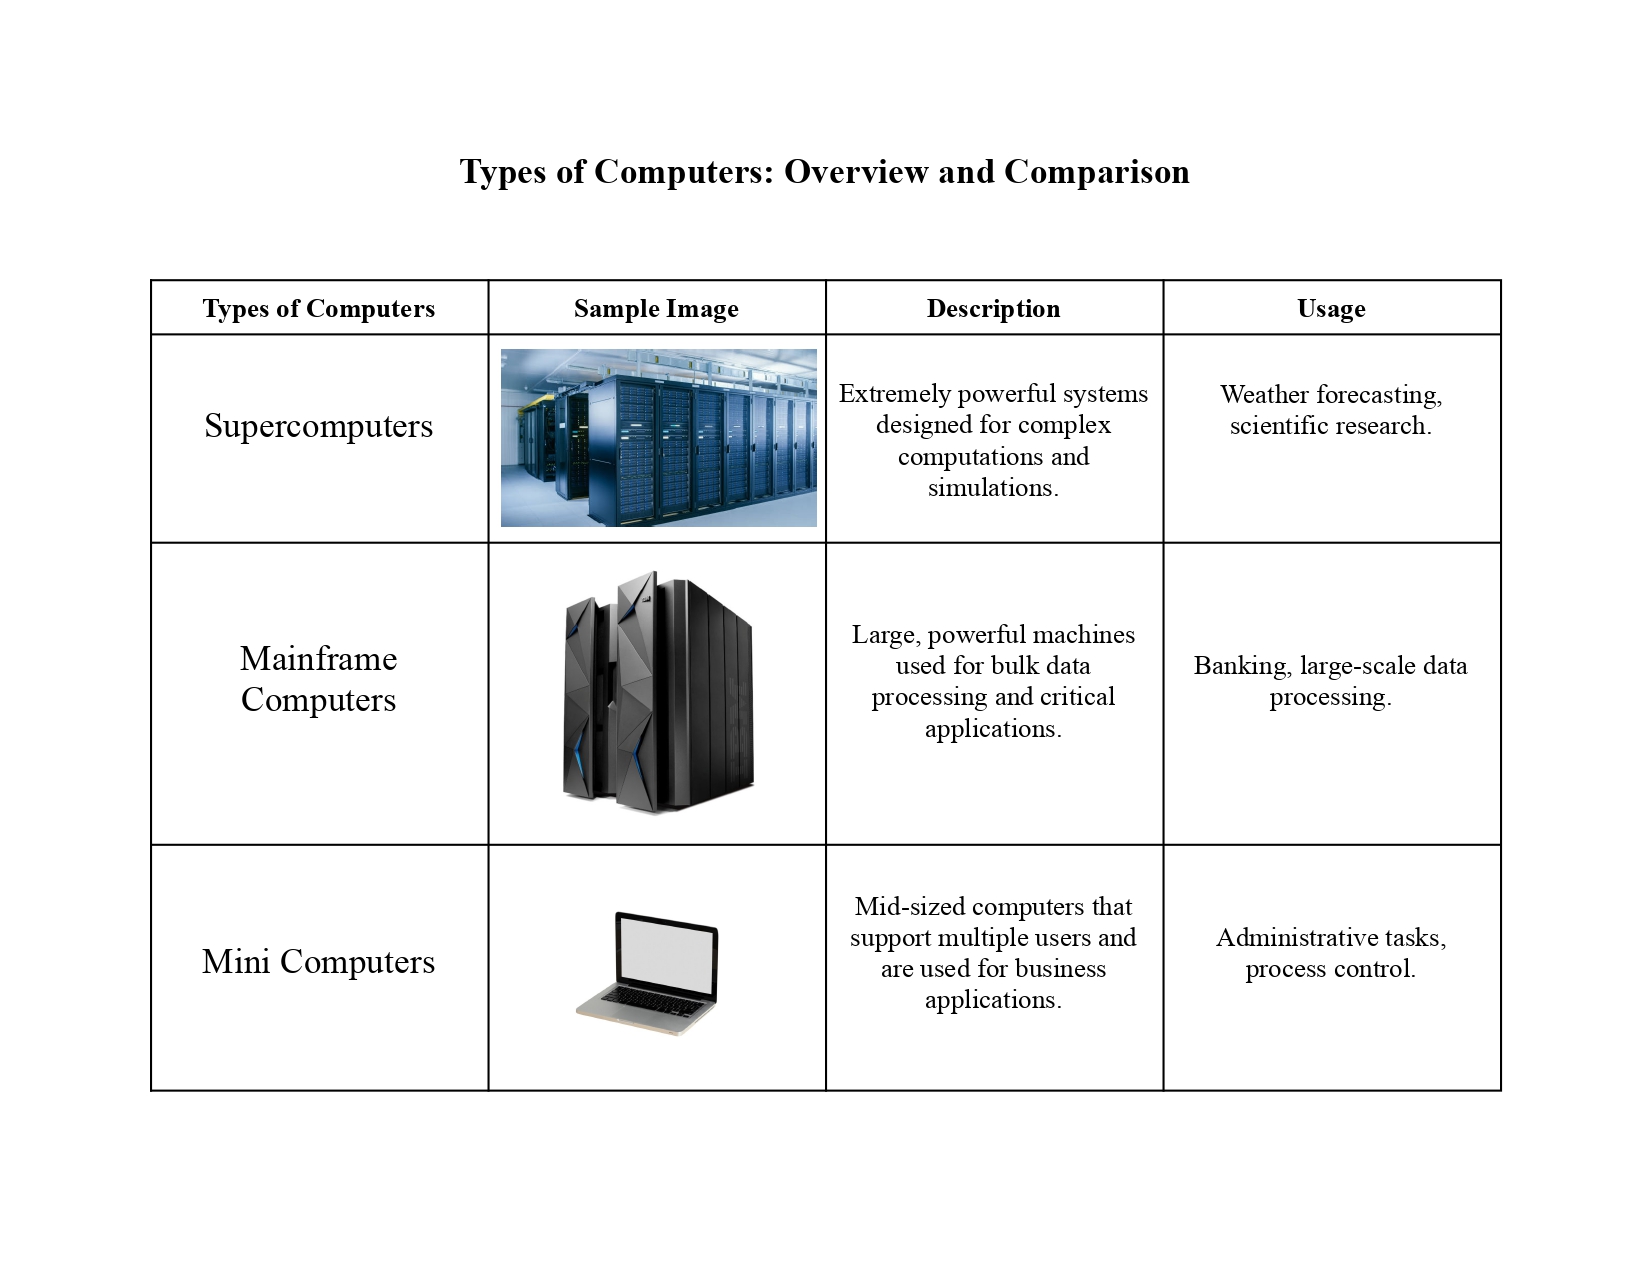 Types of Computers: Overview and Comparison
Types of Computers
Sample Image
Description
Usage
Supercomputers
Extremely powerful systems
designed for complex
computations and
simulations.
Weather forecasting,
scientific research.
Mainframe
Computers
Large, powerful machines
used for bulk data
processing and critical
applications.
Banking, large-scale data
processing.
Mini Computers
Mid-sized computers that
support multiple users and
are used for business
applications.
Administrative tasks,
process control.